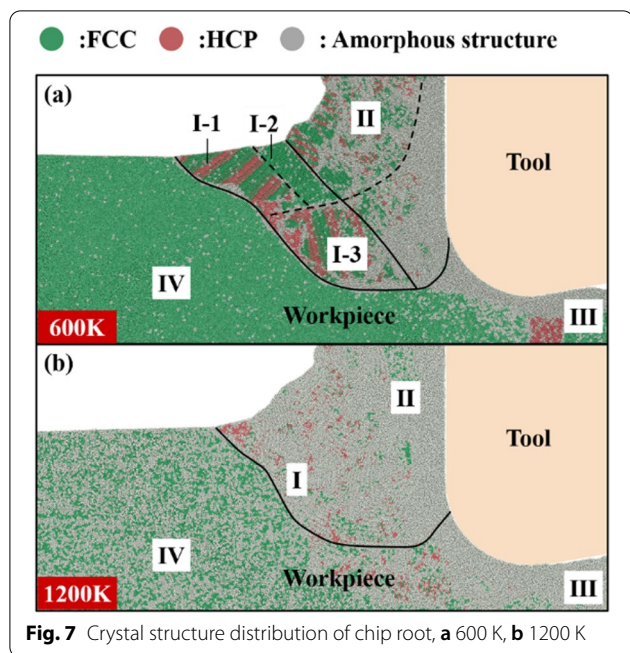 :FCC :HCP : Amorphous structure
(a)
I-1
I-2
II
Tool
I-3
IV
Workpiece
III
600K
(b)
II
Tool
I
IV
Workpiece
III
1200K
Fig. 7 Crystal structure distribution of chip root, a 600 K, b 1200 K